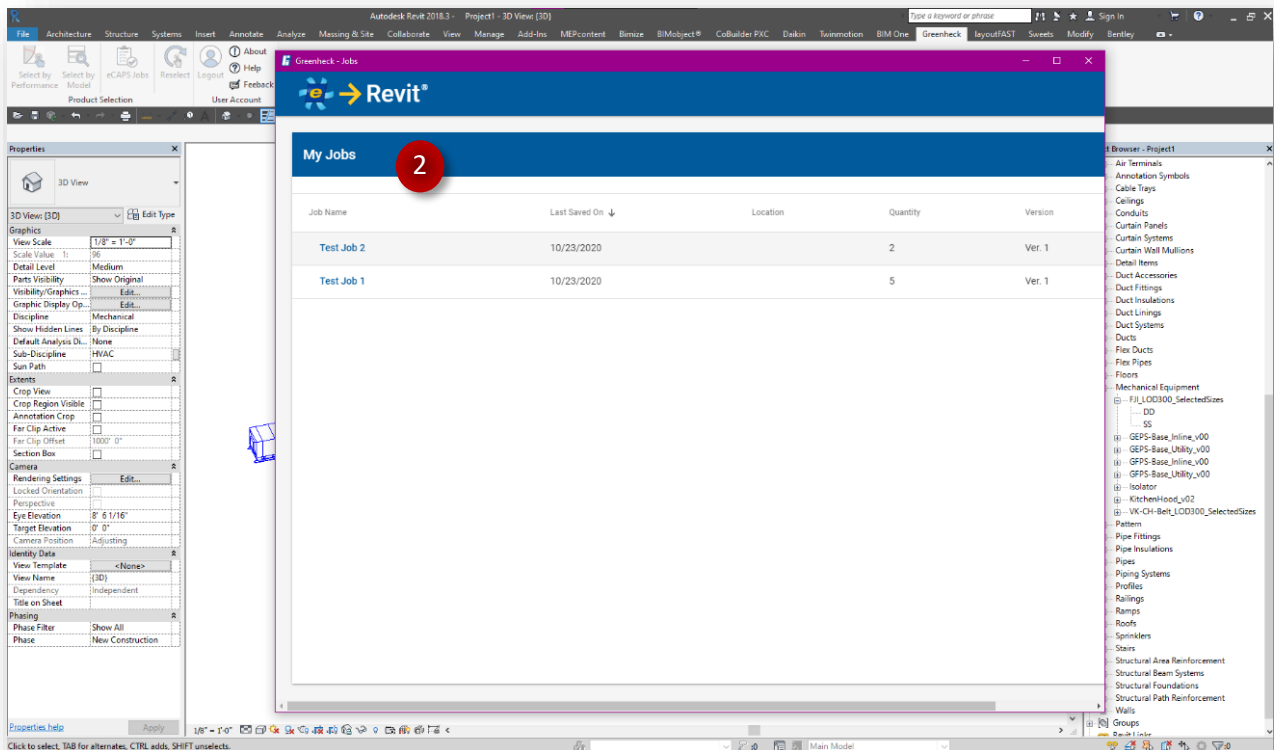 Autodesk Revit 2018.3 - Project1 - 3D View: {3D}
Type a keyword or phrase
Sign In
File Architecture Structure Systems Insert Annotate Analyze Massing & Site Collaborate View Manage Add-Ins MEPcontent Bimize BIMobject® CoBuilder PXC Daikin Twinmotion BIM One Greenheck layoutFAST Sweets Modify Bentley
Select by Performance
Select by Model
eCAPS Jobs
Reselect
Logout
About
Help
Feeback
Product Selection
User Account
Greenheck - Jobs
e Revit®
My Jobs
2
Job Name Last Saved On Location Quantity Version
Test Job 2 10/23/2020 2 Ver. 1
Test Job 1 10/23/2020 5 Ver. 1
Properties
3D View
3D View: {3D} Edit Type
Graphics
View Scale 1/8" = 1'-0"
Scale Value 1: 96
Detail Level Medium
Parts Visibility Show Original
Visibility/Graphics ... Edit...
Graphic Display Op... Edit...
Discipline Mechanical
Show Hidden Lines By Discipline
Default Analysis Di... None
Sub-Discipline HVAC
Sun Path
Extents
Crop View
Crop Region Visible
Annotation Crop
Far Clip Active
Far Clip Offset 1000' 0"
Section Box
Camera
Rendering Settings Edit...
Locked Orientation
Perspective
Eye Elevation 8' 6 1/16"
Target Elevation 0' 0"
Camera Position Adjusting
Identity Data
View Template <None>
View Name {3D}
Dependency Independent
Title on Sheet
Phasing
Phase Filter Show All
Phase New Construction
Properties help Apply
t Browser - Project1
Air Terminals
Annotation Symbols
Cable Trays
Ceilings
Conduits
Curtain Panels
Curtain Systems
Curtain Wall Mullions
Detail Items
Duct Accessories
Duct Fittings
Duct Insulations
Duct Linings
Duct Systems
Ducts
Flex Ducts
Flex Pipes
Floors
Mechanical Equipment
FJI_LOD300_SelectedSizes
DD
SS
GEPS-Base_Inline_v00
GEPS-Base_Utility_v00
GFPS-Base_Inline_v00
GFPS-Base_Utility_v00
Isolator
KitchenHood_v02
VK-CH-Belt_LOD300_SelectedSizes
Pattern
Pipe Fittings
Pipe Insulations
Pipes
Piping Systems
Profiles
Railings
Ramps
Roofs
Sprinklers
Stairs
Structural Area Reinforcement
Structural Beam Systems
Structural Foundations
Structural Path Reinforcement
Walls
Groups
Revit Links
1/8" = 1'-0"
Click to select, TAB for alternates, CTRL adds, SHIFT unselects.
:0
Main Model
:0